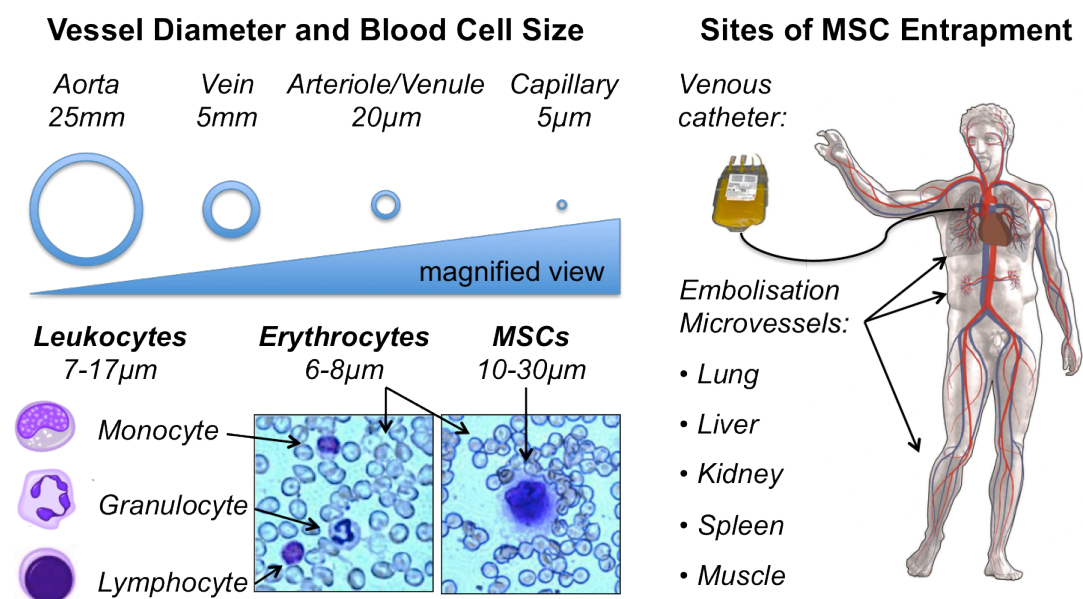 Vessel Diameter and Blood Cell Size
Aorta
25mm
Vein
5mm
Arteriole/Venule
20µm
Capillary
5µm
magnified view
Leukocytes
7-17µm
Erythrocytes
6-8µm
MSCs
10-30µm
Monocyte
Granulocyte
Lymphocyte
Sites of MSC Entrapment
Venous
catheter:
Embolisation
Microvessels:
• Lung
• Liver
• Kidney
• Spleen
• Muscle